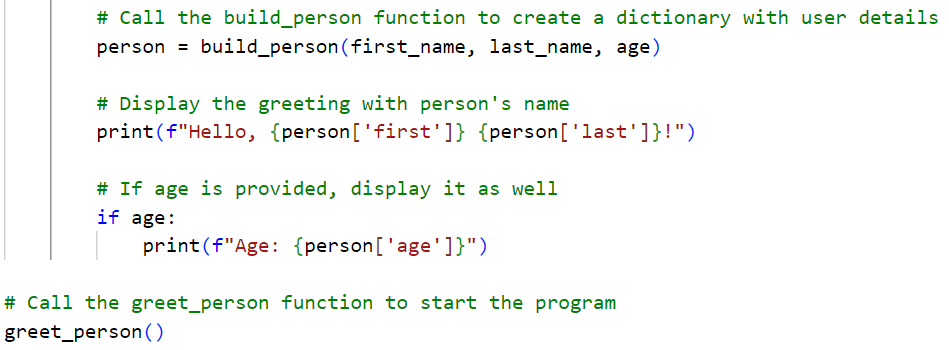 # Call the build_person function to create a dictionary with user details
person = build_person(first_name, last_name, age)
# Display the greeting with person's name
print(f"Hello, {person['first']} {person['last']}!")
# If age is provided, display it as well
if age:
print(f"Age: {person['age']}")
# Call the greet_person function to start the program
greet_person()